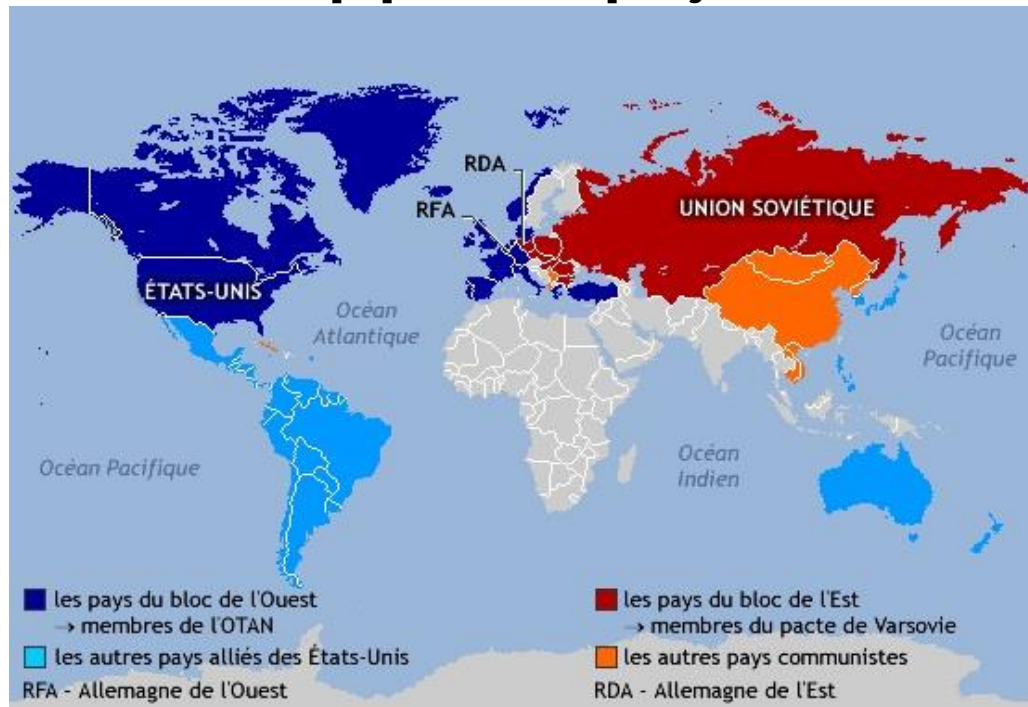 RDA
RFA
UNION SOVIÉTIQUE
ÉTATS-UNIS
Océan
Atlantique
Océan
Pacifique
Océan Pacifique
Océan
Indien
les pays du bloc de l'Ouest
→ membres de l'OTAN
les autres pays alliés des États-Unis
RFA - Allemagne de l'Ouest
les pays du bloc de l'Est
→ membres du pacte de Varsovie
les autres pays communistes
RDA - Allemagne de l'Est